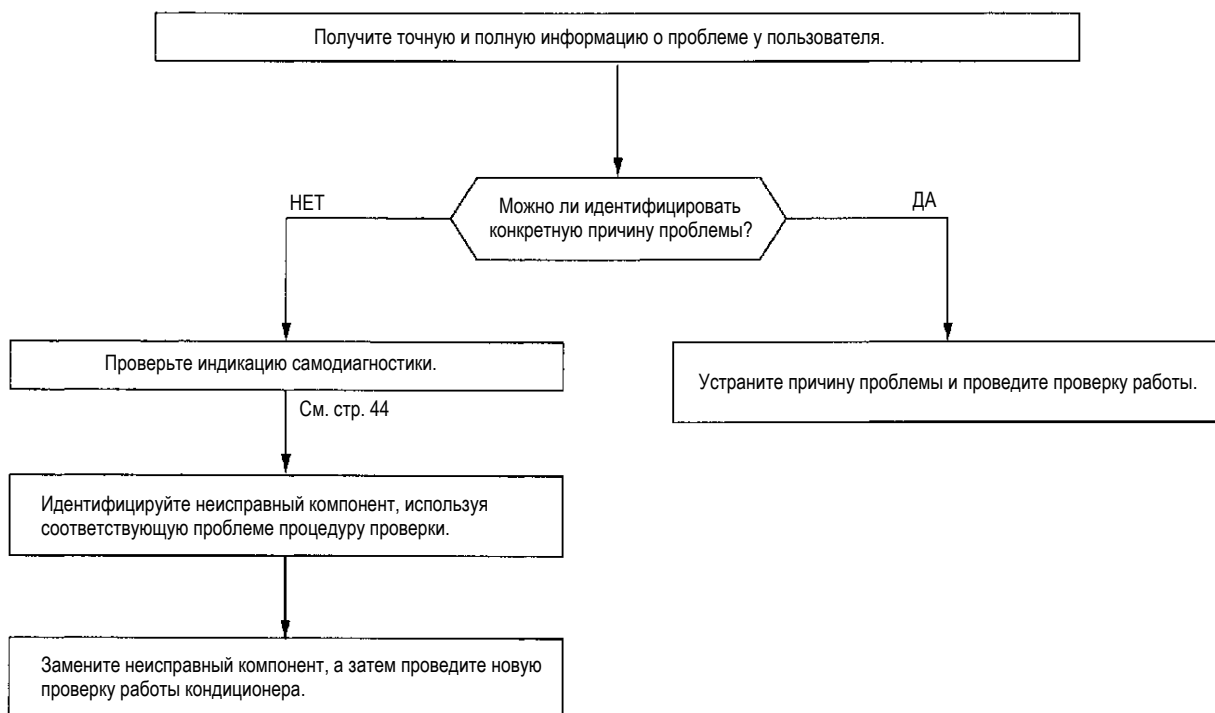 Получите точную и полную информацию о проблеме у пользователя.
НЕТ
Можно ли идентифицировать
конкретную причину проблемы?
ДА
Проверьте индикацию самодиагностики.
Устраните причину проблемы и проведите проверку работы.
См. стр. 44
Идентифицируйте неисправный компонент, используя
соответствующую проблеме процедуру проверки.
Замените неисправный компонент, а затем проведите новую
проверку работы кондиционера.